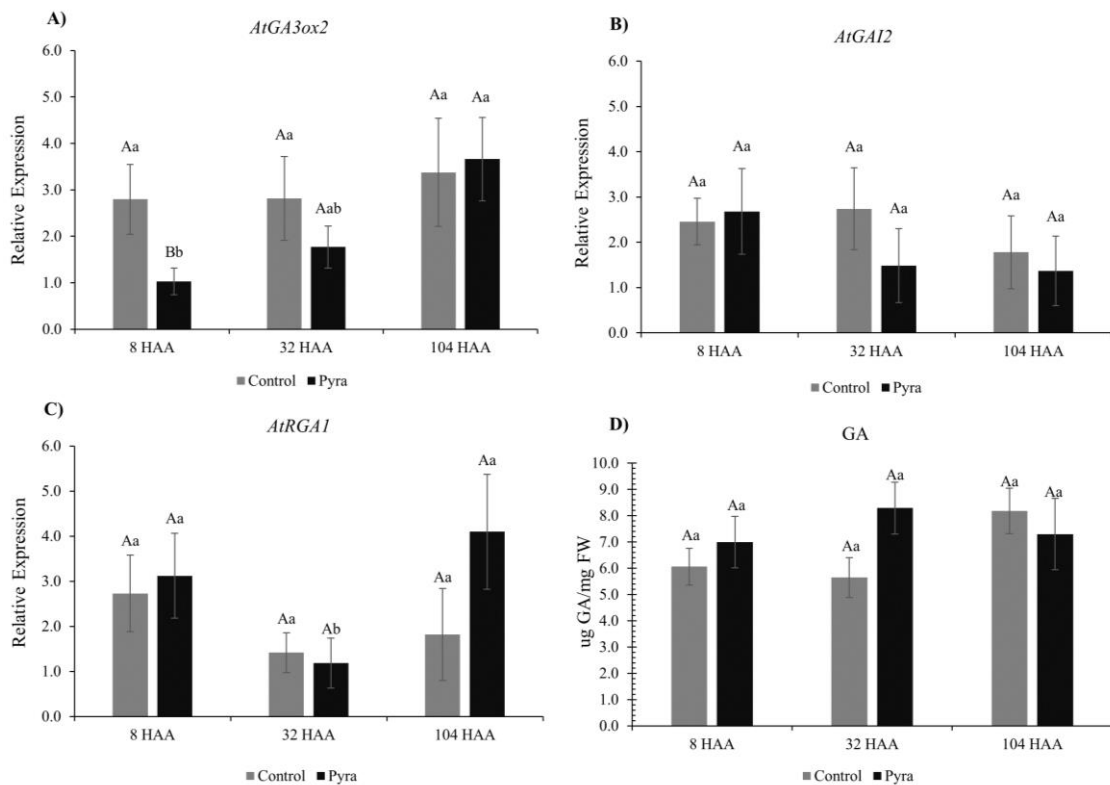 A)
AtGA3ox2
Relative Expression
6.0
5.0
4.0
3.0
2.0
1.0
0.0
Aa
Bb
Aa
Aab
Aa
Aa
8 HAA
32 HAA
104 HAA
Control
Pyra
B)
AtGAI2
Relative Expression
6.0
5.0
4.0
3.0
2.0
1.0
0.0
Aa
Aa
Aa
Aa
Aa
Aa
8 HAA
32 HAA
104 HAA
Control
Pyra
C)
AtRGA1
Relative Expression
6.0
5.0
4.0
3.0
2.0
1.0
0.0
Aa
Aa
Aa
Ab
Aa
Aa
8 HAA
32 HAA
104 HAA
Control
Pyra
D)
GA
ug GA/mg FW
10.0
9.0
8.0
7.0
6.0
5.0
4.0
3.0
2.0
1.0
0.0
Aa
Aa
Aa
Aa
Aa
Aa
8 HAA
32 HAA
104 HAA
Control
Pyra